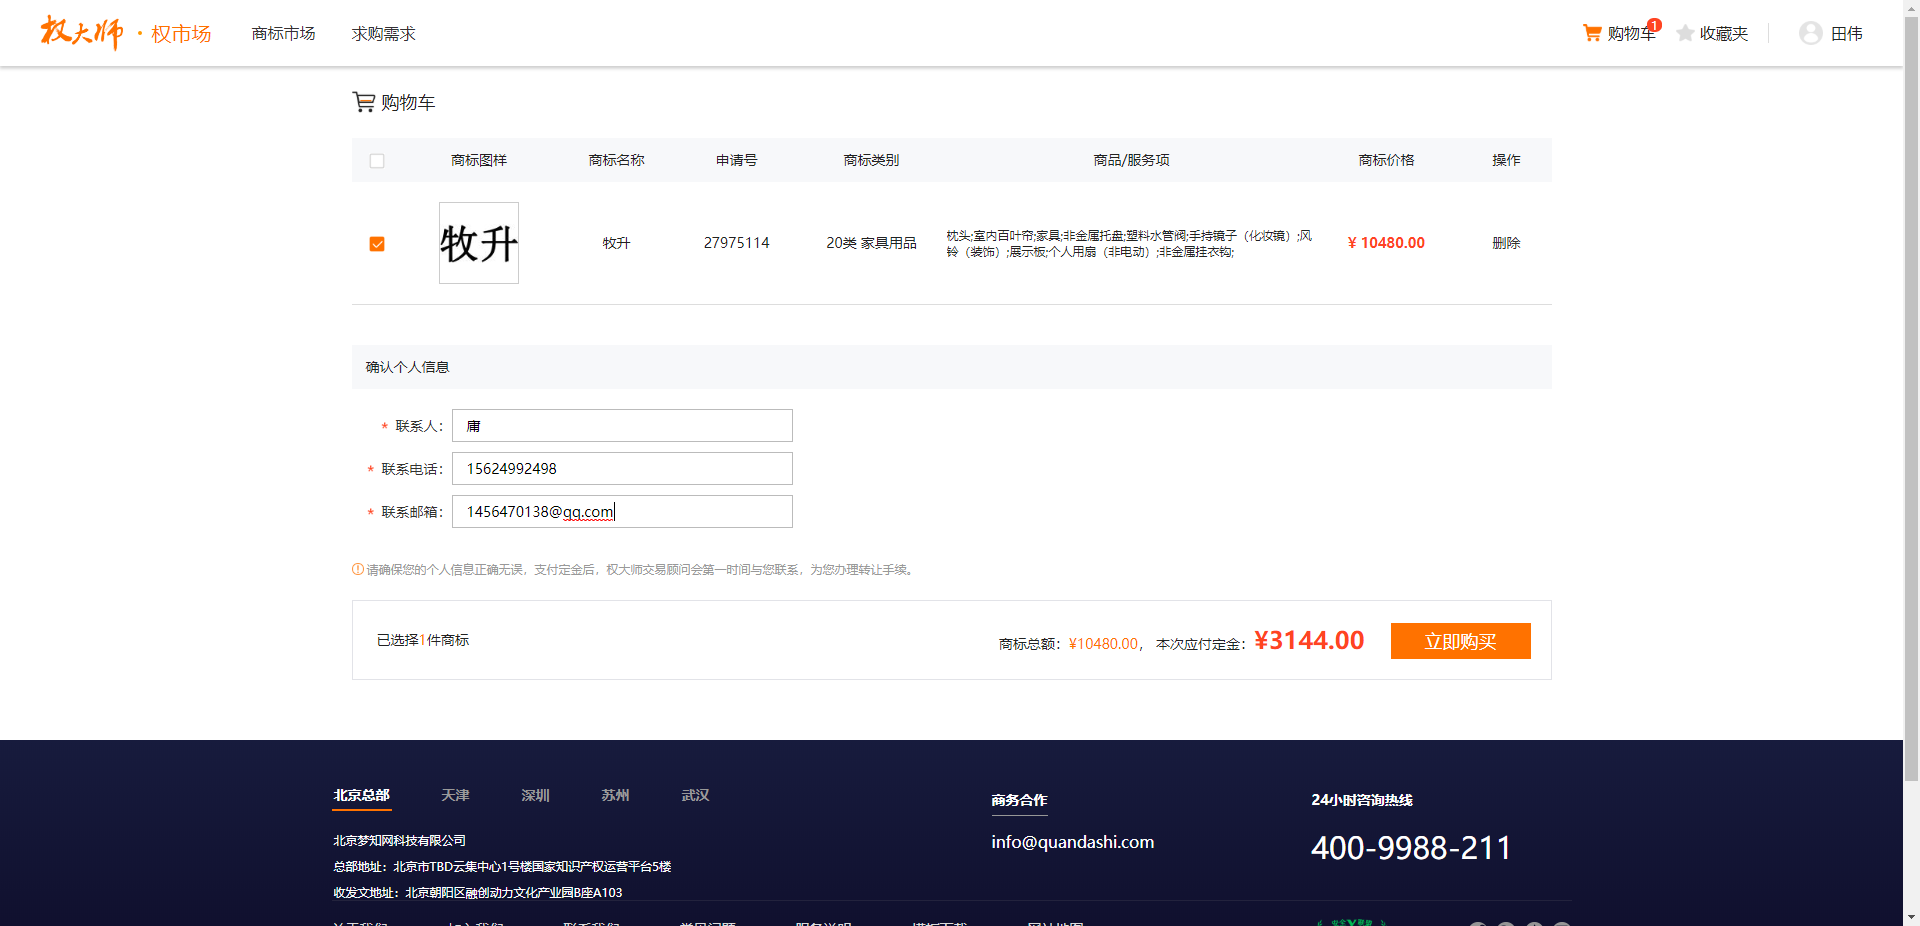 权大师 · 权市场 商标市场 求购需求 购物车 1 收藏夹 田伟
购物车
商标图样 商标名称 申请号 商标类别 商品/服务项 商标价格 操作
牧升 牧升 27975114 20类 家具用品 枕头;室内百叶帘;家具;非金属托盘;塑料水管阀;手持镜子（化妆镜）;风
铃（装饰）;展示板;个人用扇（非电动）;非金属挂衣钩; ¥ 10480.00 删除
确认个人信息
* 联系人： 庸
* 联系电话： 15624992498
* 联系邮箱： 1456470138@qq.com
请确保您的个人信息正确无误，支付定金后，权大师交易顾问会第一时间与您联系，为您办理转让手续。
已选择1件商标 商标总额：¥10480.00， 本次应付定金：¥3144.00 立即购买
北京总部 天津 深圳 苏州 武汉 商务合作 24小时咨询热线
北京梦知网科技有限公司 info@quandashi.com 400-9988-211
总部地址：北京市TBD云集中心1号楼国家知识产权运营平台5楼
收发文地址：北京朝阳区融创动力文化产业园B座A103